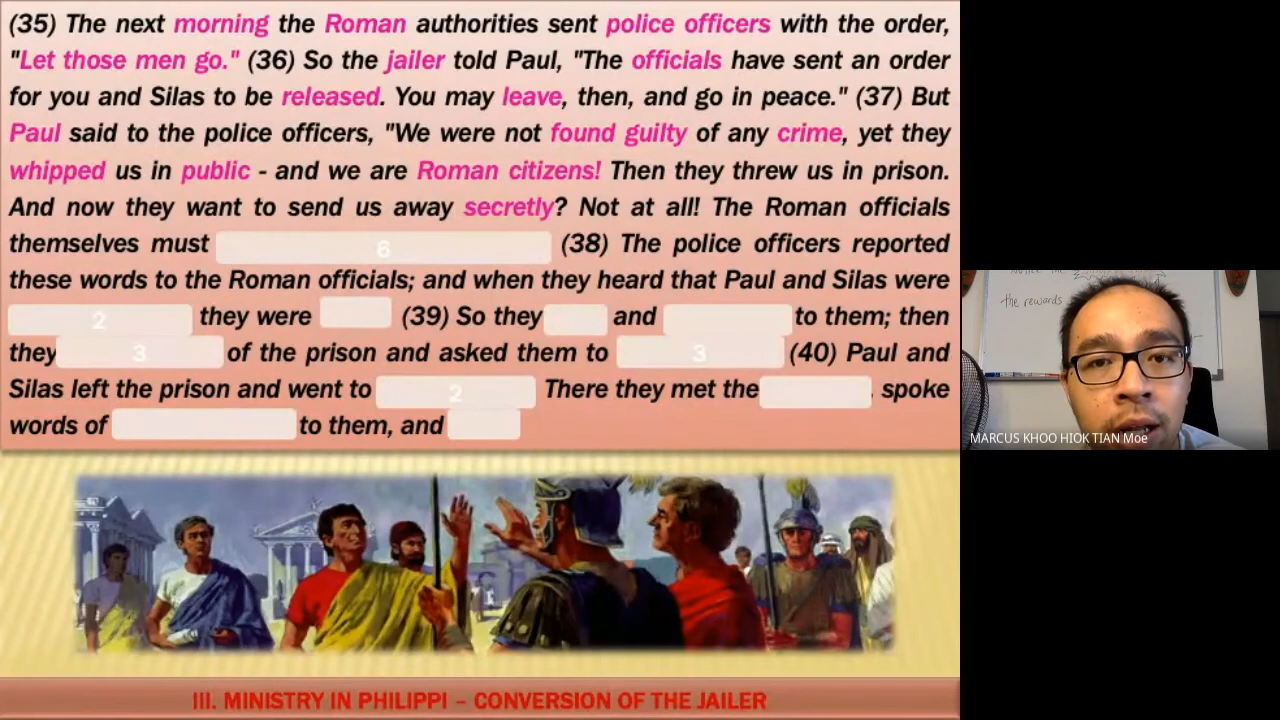 (35) The next morning the Roman authorities sent police officers with the order,
"Let those men go." (36) So the jailer told Paul, "The officials have sent an order
for you and Silas to be released. You may leave, then, and go in peace." (37) But
Paul said to the police officers, "We were not found guilty of any crime, yet they
whipped us in public - and we are Roman citizens! Then they threw us in prison.
And now they want to send us away secretly? Not at all! The Roman officials
themselves must 6 (38) The police officers reported
these words to the Roman officials; and when they heard that Paul and Silas were
2 they were (39) So they and to them; then
they 3 of the prison and asked them to 3 (40) Paul and
Silas left the prison and went to 2 There they met the , spoke
words of to them, and
III. MINISTRY IN PHILIPPI – CONVERSION OF THE JAILER
the rewards
MARCUS KHOO HIOK TIAN Moe